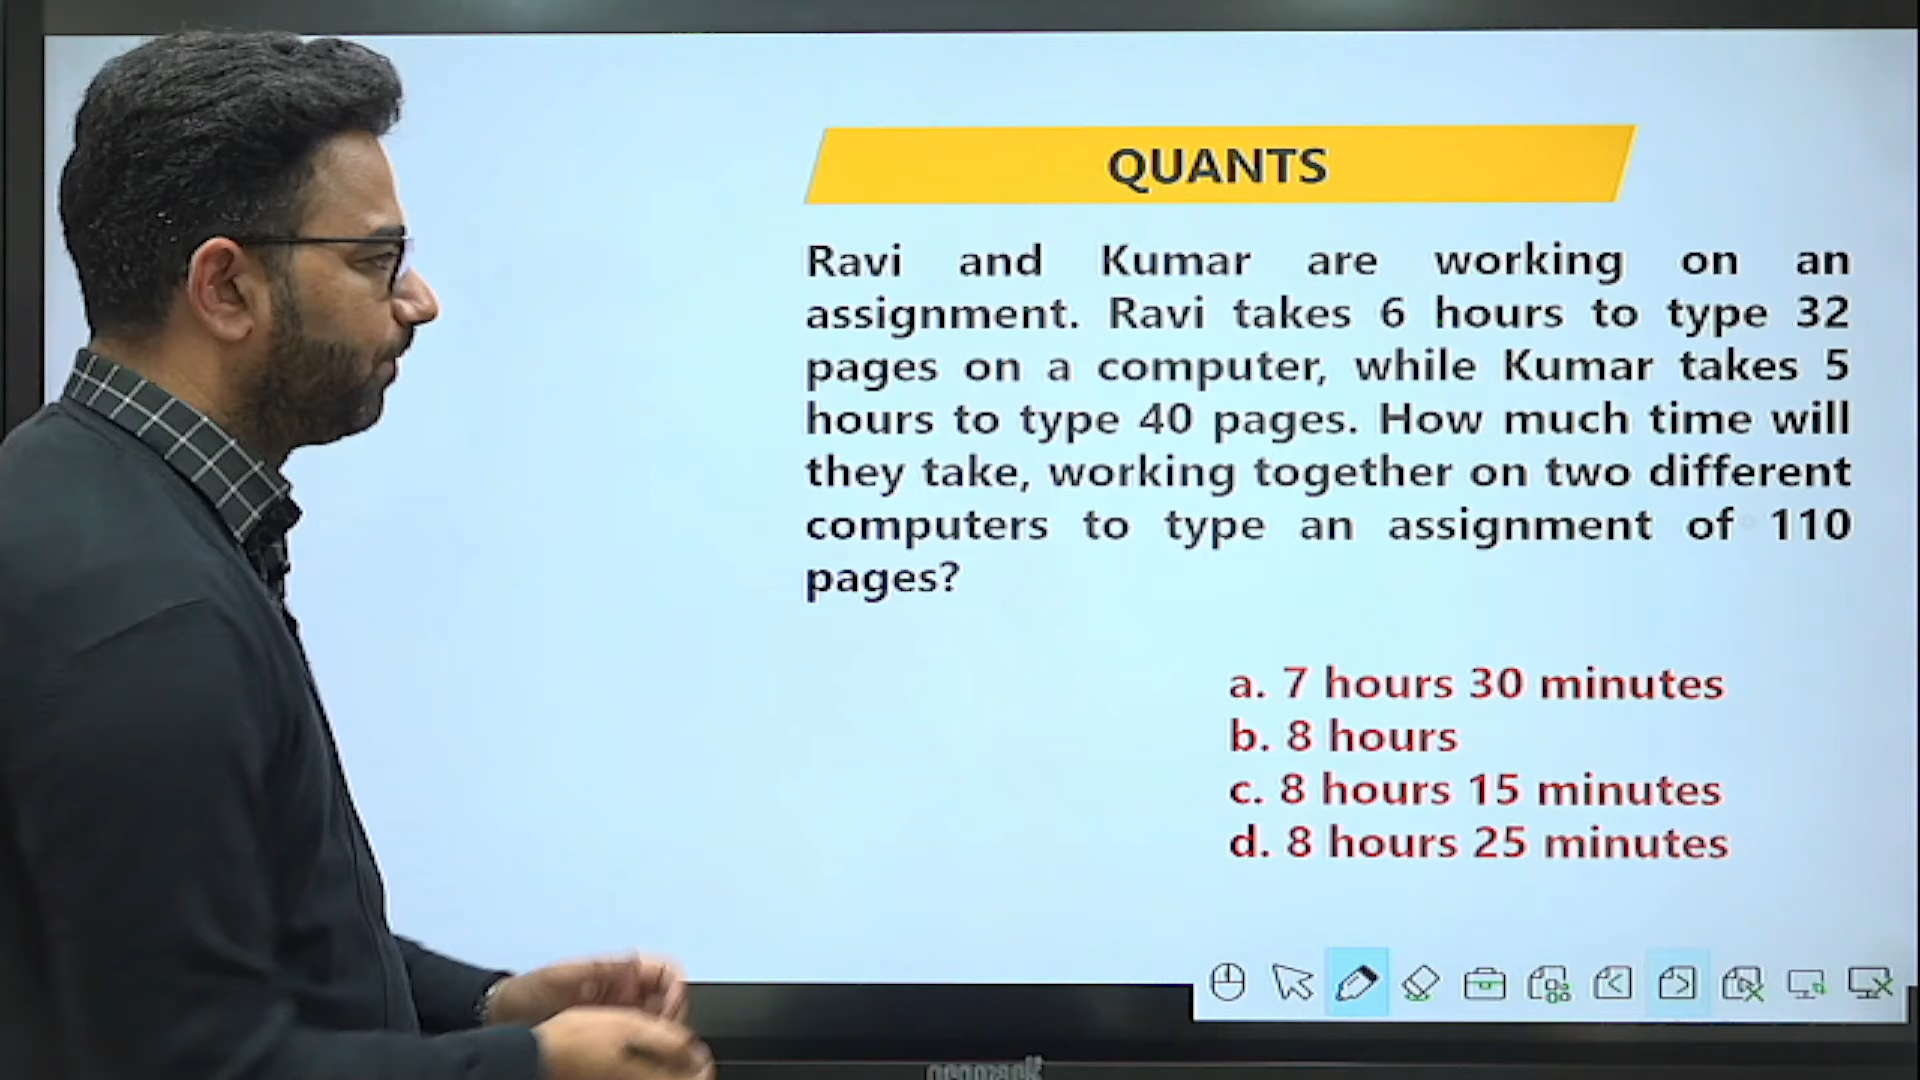 QUANTS
Ravi and Kumar are working on an
assignment. Ravi takes 6 hours to type 32
pages on a computer, while Kumar takes 5
hours to type 40 pages. How much time will
they take, working together on two different
computers to type an assignment of 110
pages?
a. 7 hours 30 minutes
b. 8 hours
c. 8 hours 15 minutes
d. 8 hours 25 minutes